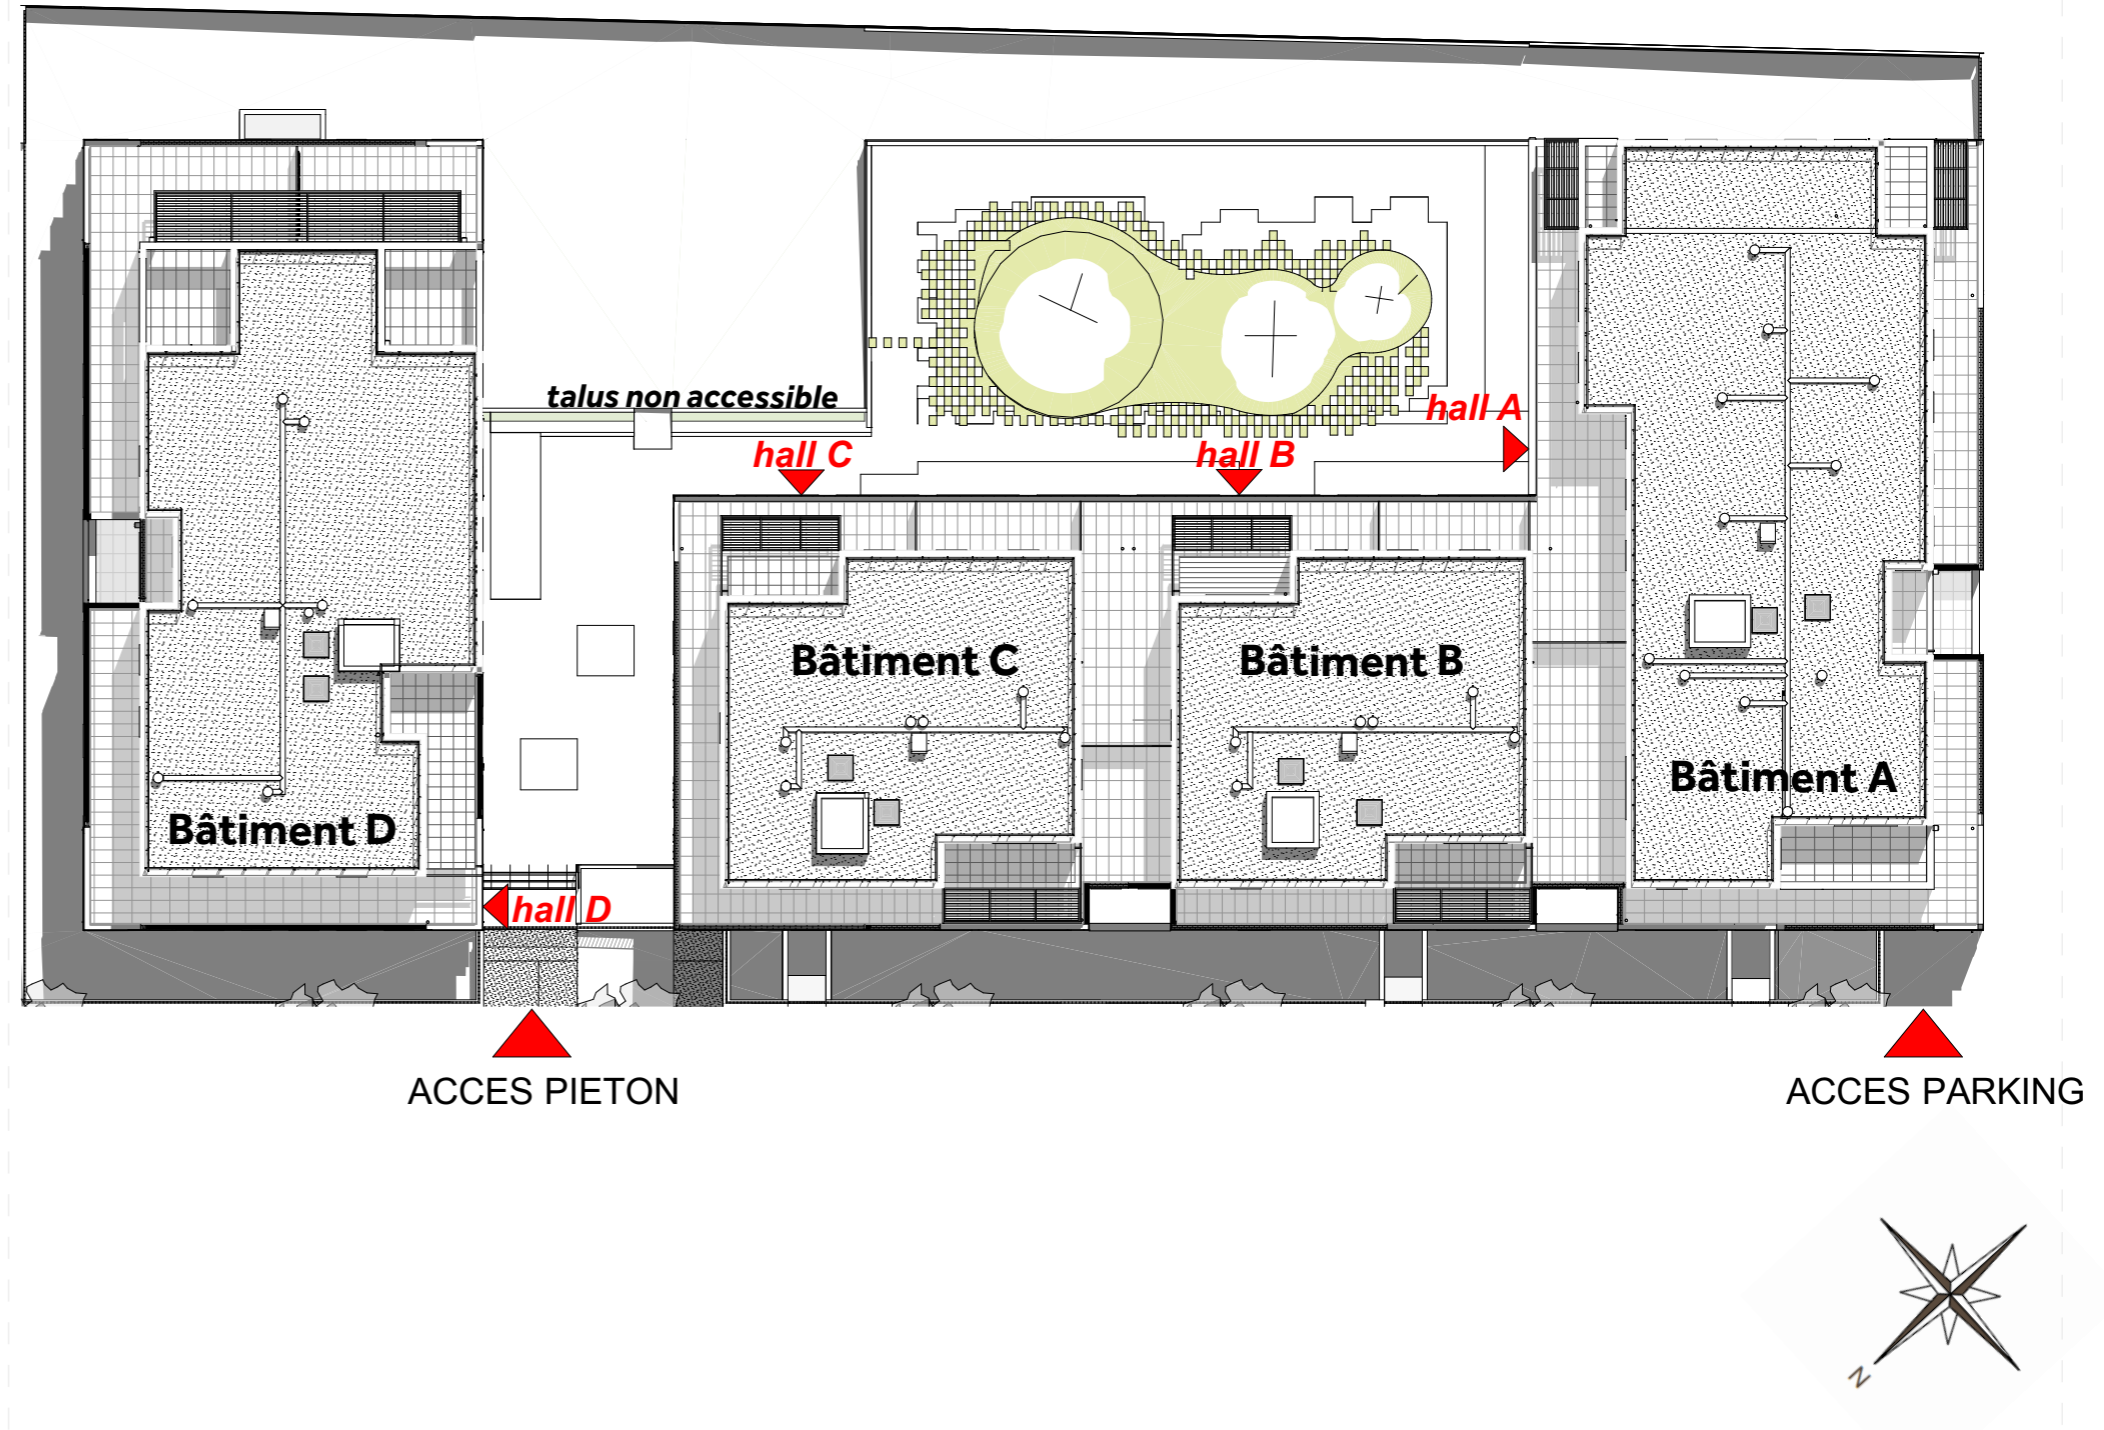 talus non accessible
hall A
hall C
hall B
Bâtiment C
Bâtiment B
Bâtiment A
Bâtiment D
hall D
ACCES PIETON
ACCES PARKING
N